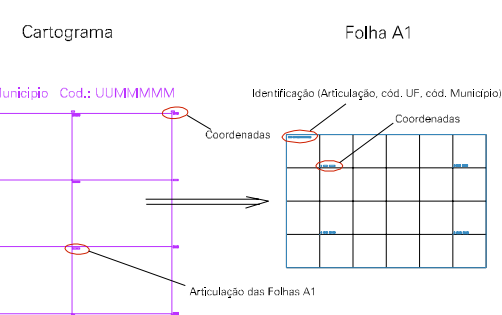 Cartograma
Folha A1
Município Cod.: UUMMMMM
Identificação (Articulação, cód. UF, cód. Município)
Coordenadas
Coordenadas
Articulação das Folhas A1